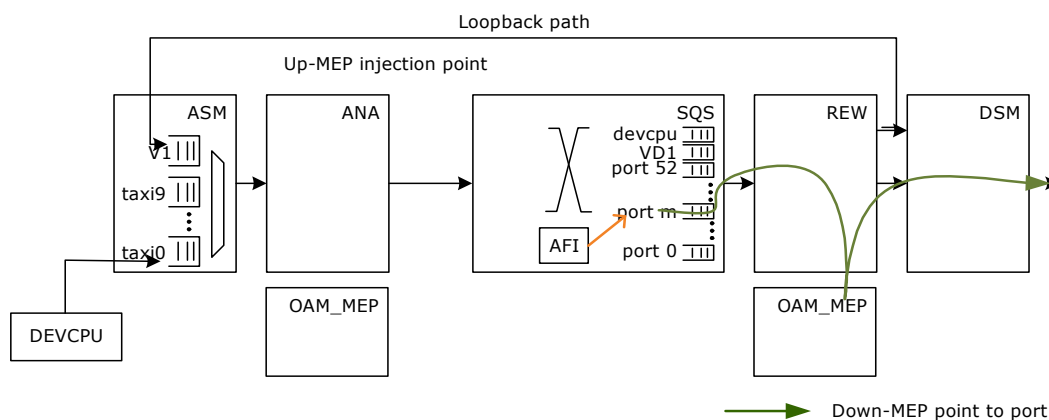 Loopback path
Up-MEP injection point
ASM
ANA
SQS
REW
DSM
devcpu
V1
VD1
port 52
taxi9
port m
AFI
taxi0
port 0
OAM_MEP
OAM_MEP
DEVCPU
Down-MEP point to port